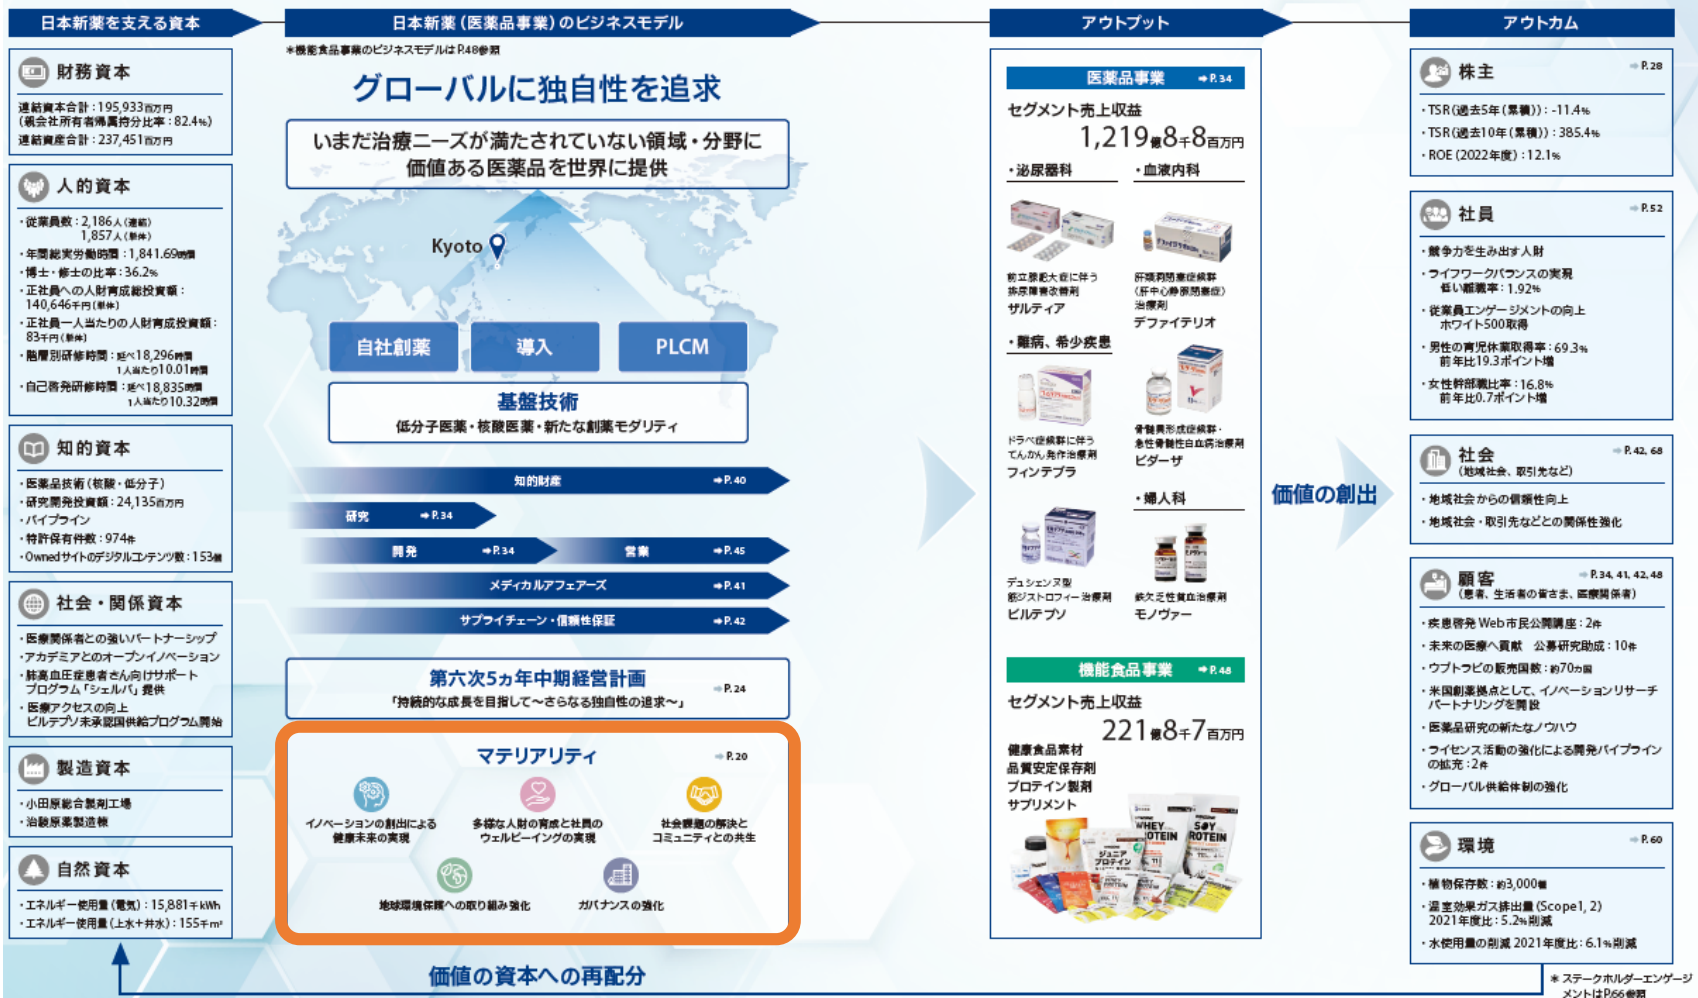 日本新薬を支える資本
財務資本
連結資本合計：195,933百万円
（親会社所有者帰属持分比率：82.4%）
連結資産合計：237,451百万円
人的資本
・従業員数：2,186人（連結）
1,857人（単体）
・年間総実労働時間：1,841.69時間
・博士・修士の比率：36.2%
・正社員への人財育成総投資額：
140,646千円（単体）
・正社員一人当たりの人財育成投資額：
83千円（単体）
・階層別研修時間：延べ18,296時間
1人当たり10.01時間
・自己啓発研修時間：延べ18,835時間
1人当たり10.32時間
知的資本
・医薬品技術（核酸・低分子）
・研究開発投資額：24,135百万円
・パイプライン
・特許保有件数：974件
・Ownedサイトのデジタルコンテンツ数：153個
社会・関係資本
・医療関係者との強いパートナーシップ
・アカデミアとのオープンイノベーション
・肺高血圧症患者さん向けサポート
プログラム「シェルパ」提供
・医療アクセスの向上
ビルテプソ未承認国供給プログラム開始
製造資本
・小田原総合製剤工場
・治験原薬製造棟
自然資本
・エネルギー使用量（電気）：15,881千kWh
・エネルギー使用量（上水＋井水）：155千m³
日本新薬（医薬品事業）のビジネスモデル
＊機能食品事業のビジネスモデルはP.48参照
グローバルに独自性を追求
いまだ治療ニーズが満たされていない領域・分野に
価値ある医薬品を世界に提供
Kyoto
自社創薬
導入
PLCM
基盤技術
低分子医薬・核酸医薬・新たな創薬モダリティ
知的財産 ➡P.40
研究 ➡P.34
開発 ➡P.34 営業 ➡P.45
メディカルアフェアーズ ➡P.41
サプライチェーン・信頼性保証 ➡P.42
第六次5ヵ年中期経営計画
「持続的な成長を目指して～さらなる独自性の追求～」
➡P.24
マテリアリティ ➡P.20
イノベーションの創出による
健康未来の実現
多様な人財の育成と社員の
ウェルビーイングの実現
社会課題の解決と
コミュニティとの共生
地球環境保護への取り組み強化
ガバナンスの強化
価値の資本への再配分
アウトプット
医薬品事業 ➡P.34
セグメント売上収益
1,219億8千8百万円
・泌尿器科
前立腺肥大症に伴う
排尿障害改善剤
ザルティア
・血液内科
肝類洞閉塞症候群
（肝中心静脈閉塞症）
治療剤
デファイテリオ
・難病、希少疾患
ドラベ症候群に伴う
てんかん発作治療剤
フィンテプラ
骨髄異形成症候群・
急性骨髄性白血病治療剤
ビダーザ
デュシェンヌ型
筋ジストロフィー治療剤
ビルテプソ
・婦人科
鉄欠乏性貧血治療剤
モノヴァー
機能食品事業 ➡P.48
セグメント売上収益
221億8千7百万円
健康食品素材
品質安定保存剤
プロテイン製剤
サプリメント
WHEY
PROTEIN
SOY
PROTEIN
ジュニア
プロテイン
価値の創出
アウトカム
株主 ➡P.28
・TSR（過去5年（累積））：-11.4%
・TSR（過去10年（累積））：385.4%
・ROE（2022年度）：12.1%
社員 ➡P.52
・競争力を生み出す人財
・ライフワークバランスの実現
低い離職率：1.92%
・従業員エンゲージメントの向上
ホワイト500取得
・男性の育児休業取得率：69.3%
前年比19.3ポイント増
・女性幹部職比率：16.8%
前年比0.7ポイント増
社会 ➡P.42, 68
（地域社会、取引先など）
・地域社会からの信頼性向上
・地域社会・取引先などとの関係性強化
顧客 ➡P.34, 41, 42, 48
（患者、生活者の皆さま、医療関係者）
・疾患啓発 Web市民公開講座：2件
・未来の医療へ貢献 公募研究助成：10件
・ウプトラビの販売国数：約70ヵ国
・米国創薬拠点として、イノベーションリサーチ
パートナリングを開設
・医薬品研究の新たなノウハウ
・ライセンス活動の強化による開発パイプライン
の拡充：2件
・グローバル供給体制の強化
環境 ➡P.60
・植物保存数：約3,000種
・温室効果ガス排出量（Scope1, 2）
2021年度比：5.2%削減
・水使用量の削減 2021年度比：6.1%削減
＊ステークホルダーエンゲージ
メントはP.66参照